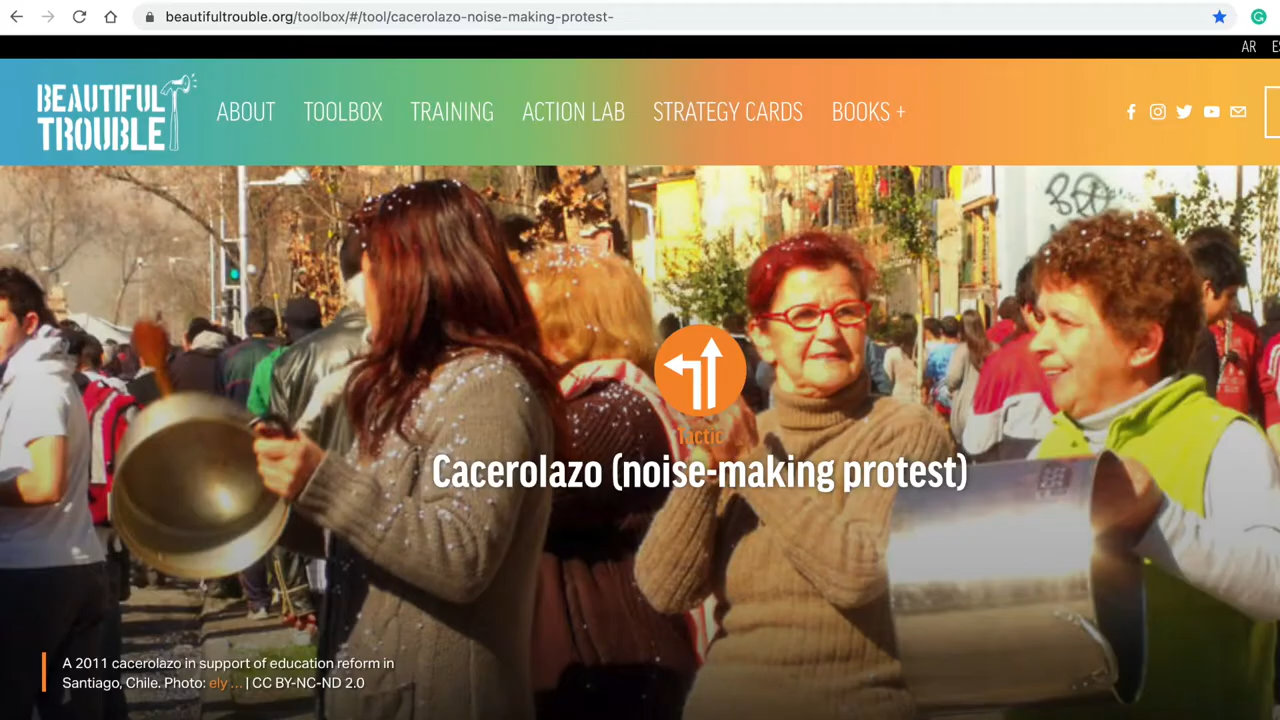 beautifultrouble.org/toolbox/#/tool/cacerolazo-noise-making-protest-
AR
BEAUTIFUL
TROUBLE
ABOUT TOOLBOX TRAINING ACTION LAB STRATEGY CARDS BOOKS +
Tactic
Cacerolazo (noise-making protest)
A 2011 cacerolazo in support of education reform in
Santiago, Chile. Photo: ely ... | CC BY-NC-ND 2.0